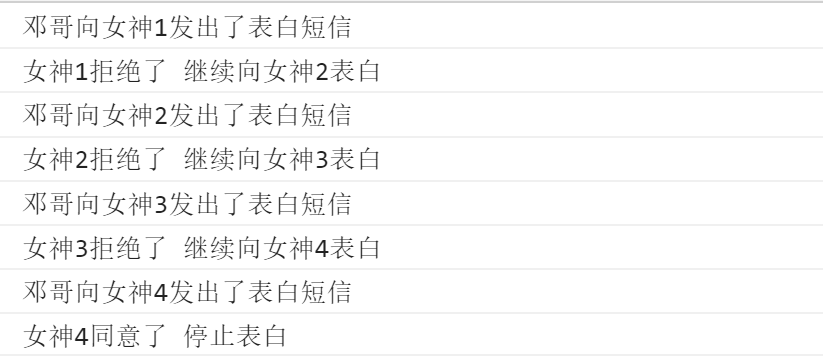 邓哥向女神1发出了表白短信
女神1拒绝了 继续向女神2表白
邓哥向女神2发出了表白短信
女神2拒绝了 继续向女神3表白
邓哥向女神3发出了表白短信
女神3拒绝了 继续向女神4表白
邓哥向女神4发出了表白短信
女神4同意了 停止表白